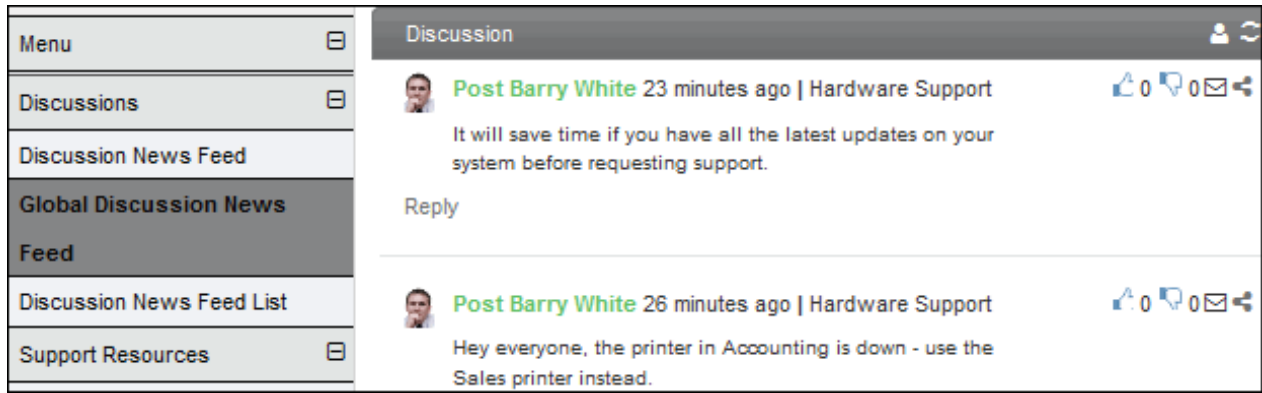 Menu
Discussions
Discussion News Feed
Global Discussion News
Feed
Discussion News Feed List
Support Resources
Discussion
Post Barry White 23 minutes ago | Hardware Support 0 0
It will save time if you have all the latest updates on your
system before requesting support.
Reply
Post Barry White 26 minutes ago | Hardware Support 0 0
Hey everyone, the printer in Accounting is down - use the
Sales printer instead.